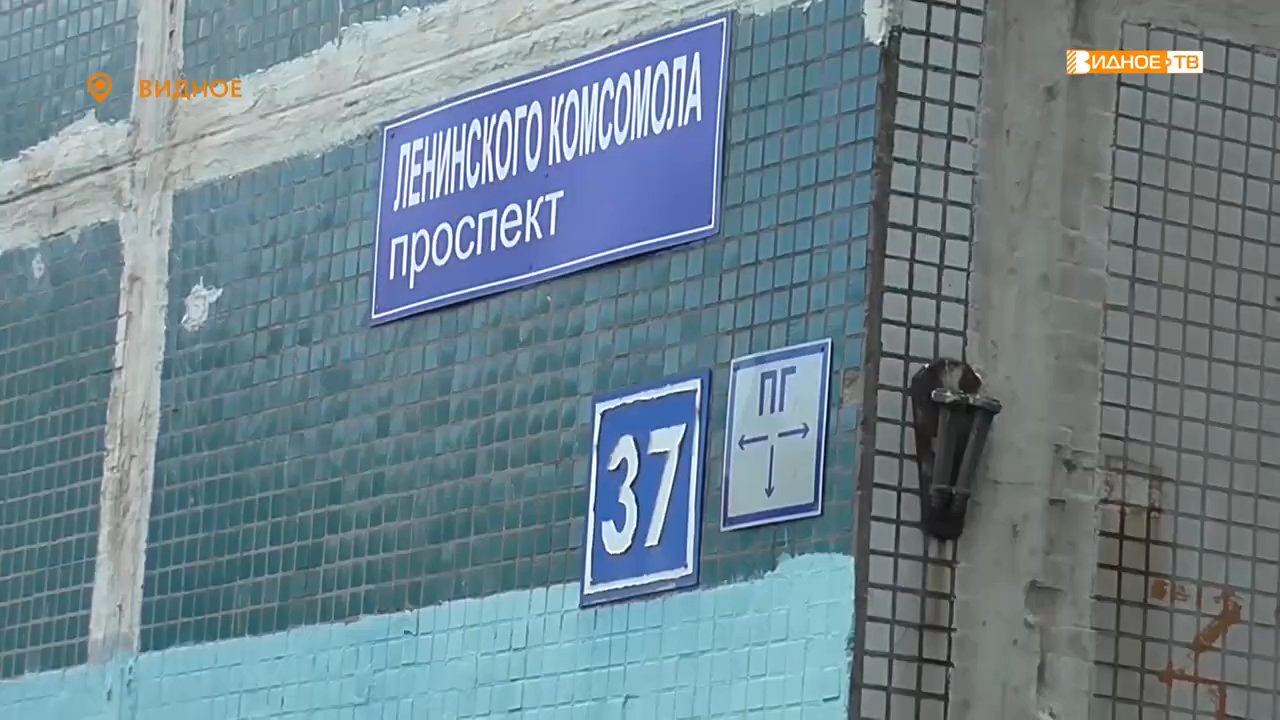 ВИДНОЕ
ВИДНОЕ ТВ
ЛЕНИНСКОГО КОМСОМОЛА
проспект
37
ПГ